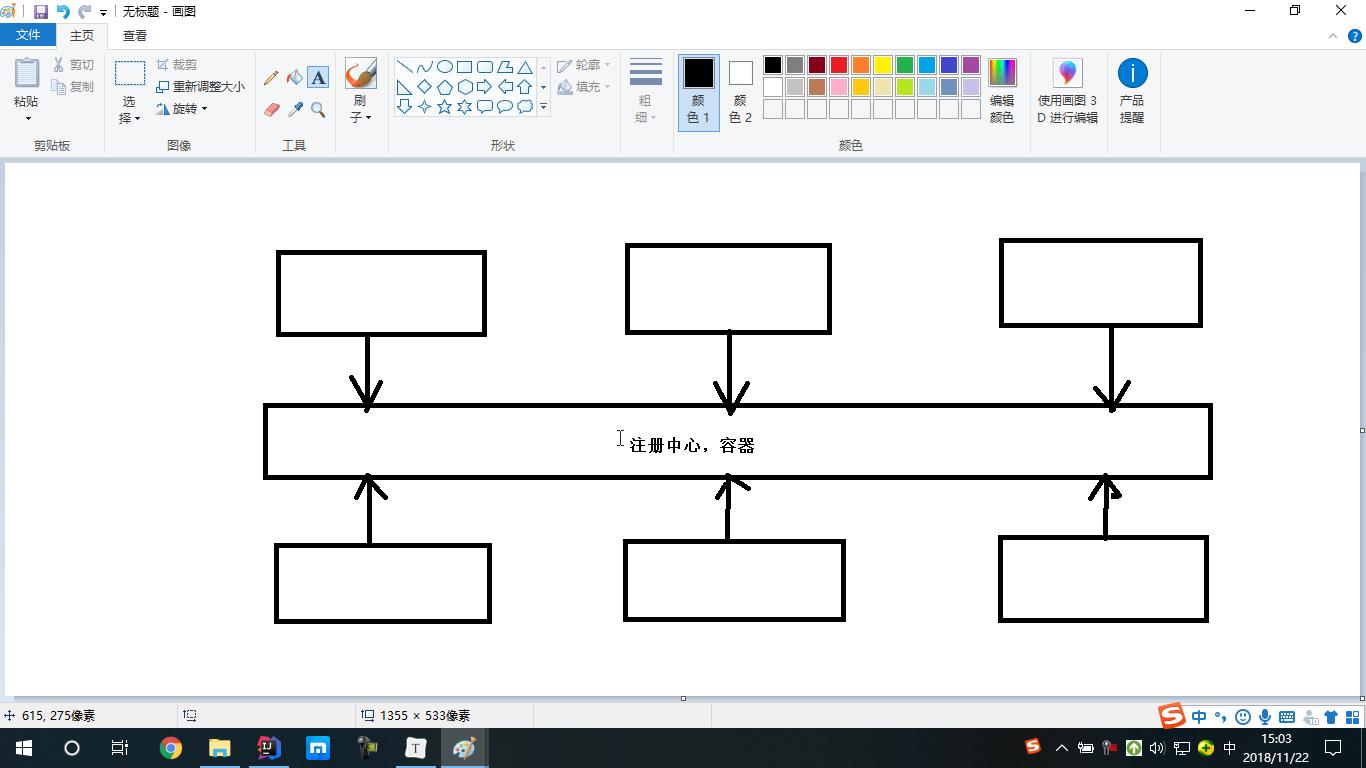 无标题 - 画图
文件 主页 查看
粘贴
剪切
复制
剪贴板
选择
裁剪
重新调整大小
旋转
图像
A
工具
刷子
轮廓
填充
形状
粗细
颜色 1
颜色 2
编辑颜色
颜色
使用画图 3D 进行编辑
产品提醒
注册中心，容器
615, 275像素
1355 × 533像素
中
T
中
15:03
2018/11/22